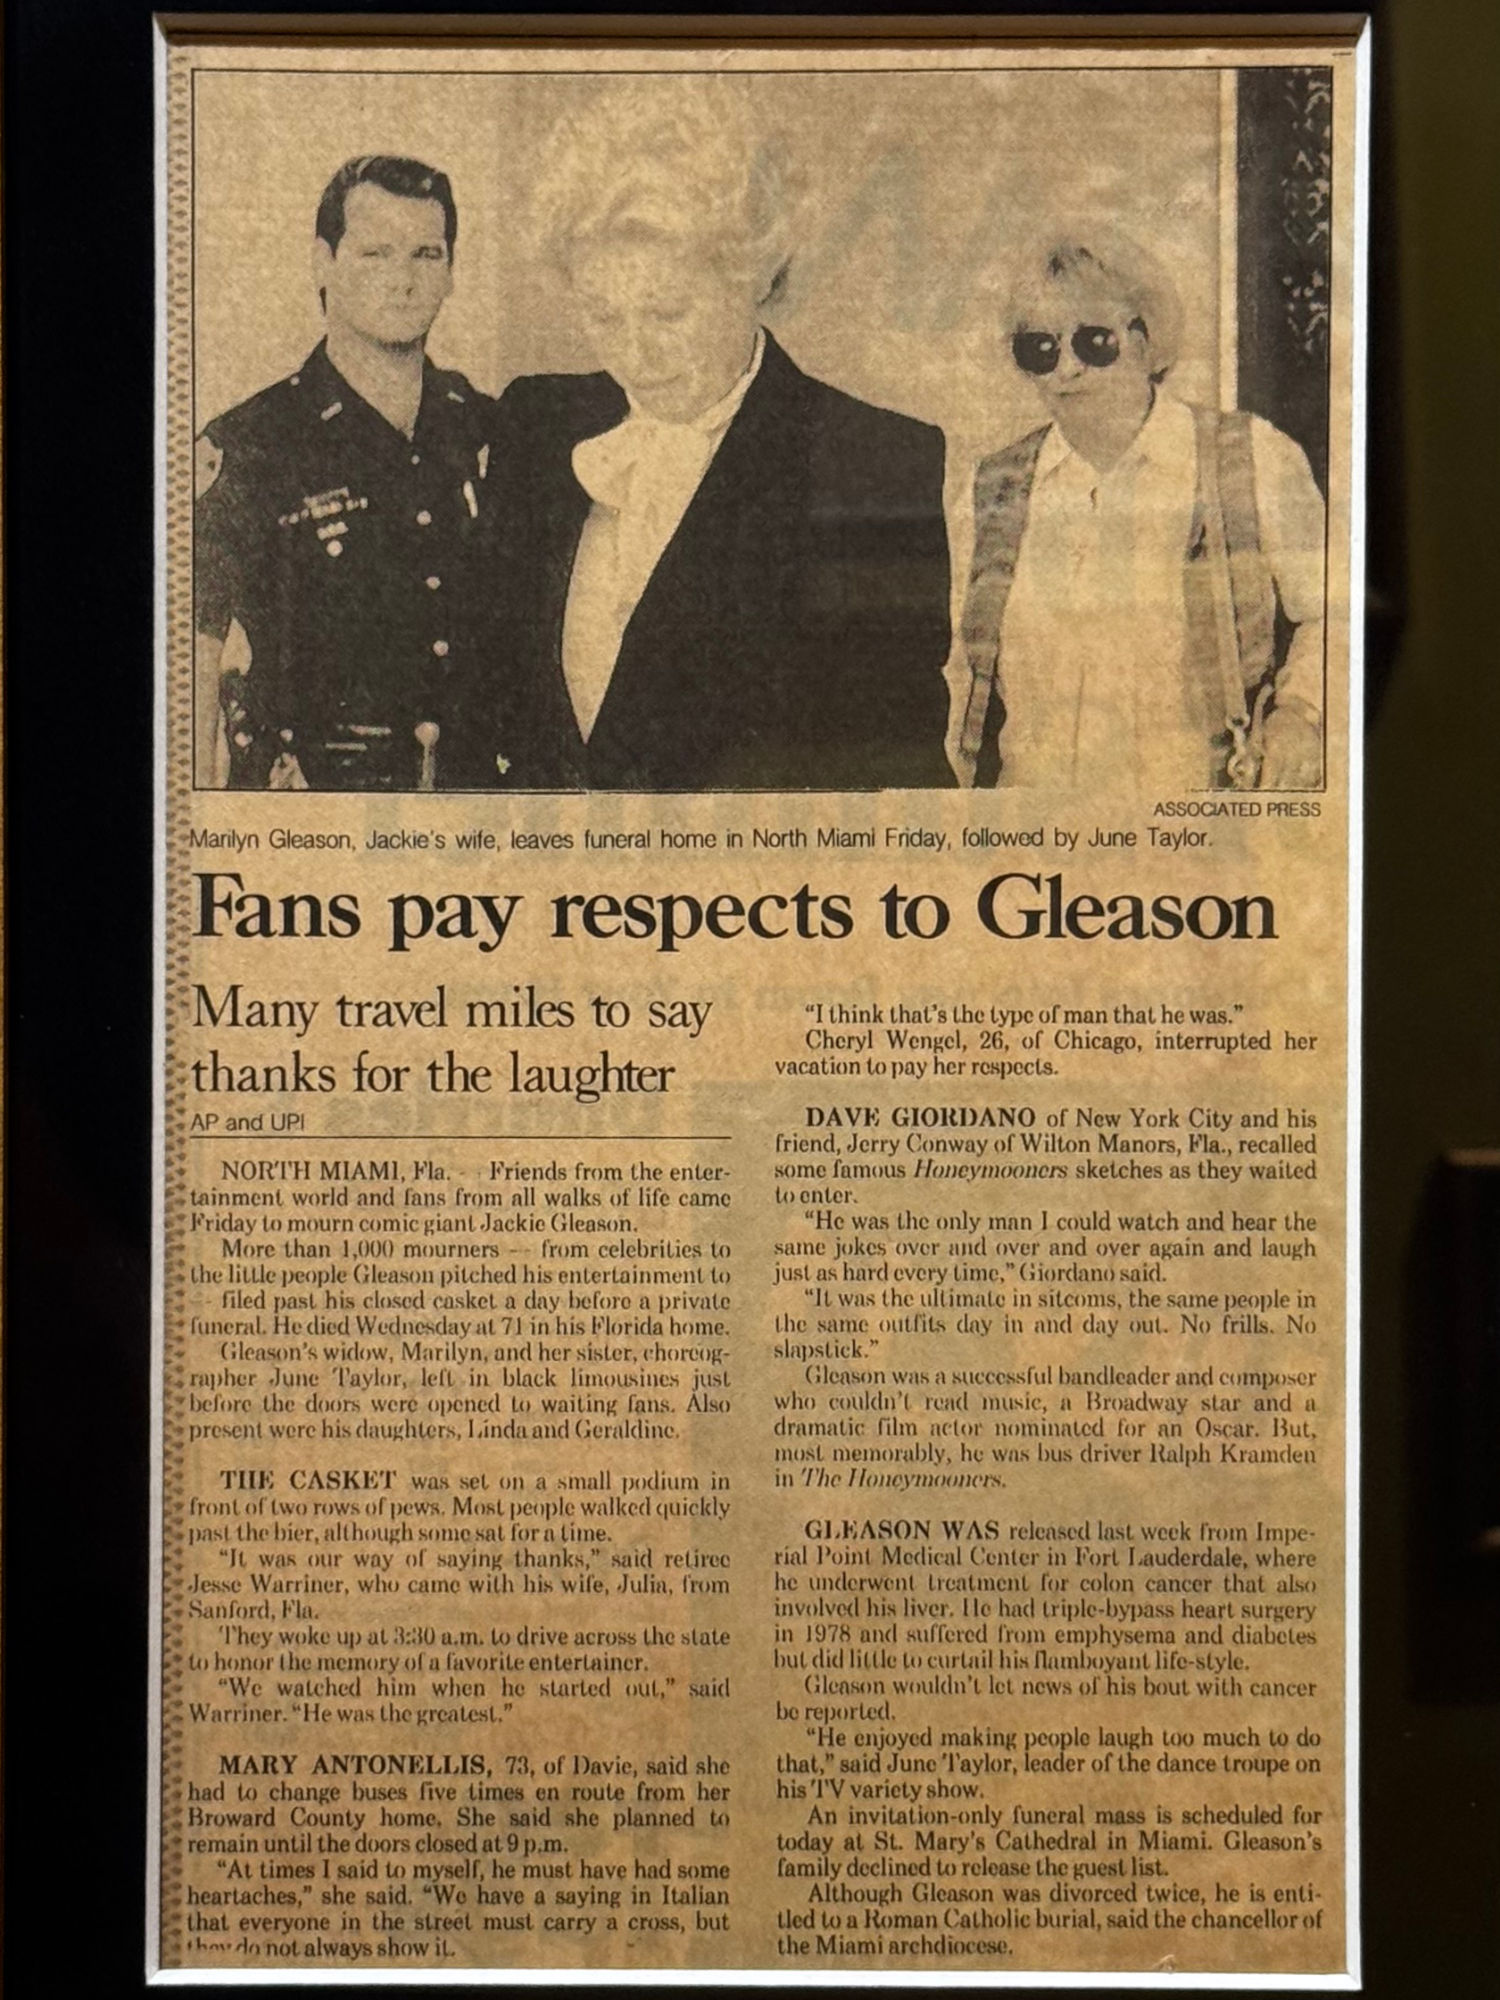 ASSOCIATED PRESS
Marilyn Gleason, Jackie's wife, leaves funeral home in North Miami Friday, followed by June Taylor.
Fans pay respects to Gleason
Many travel miles to say
thanks for the laughter
AP and UPI
NORTH MIAMI, Fla. -- Friends from the enter-
tainment world and fans from all walks of life came
Friday to mourn comic giant Jackie Gleason.
More than 1,000 mourners -- from celebrities to
the little people Gleason pitched his entertainment to
-- filed past his closed casket a day before a private
funeral. He died Wednesday at 71 in his Florida home.
Gleason's widow, Marilyn, and her sister, choreog-
rapher June Taylor, left in black limousines just
before the doors were opened to waiting fans. Also
present were his daughters, Linda and Geraldine.
THE CASKET was set on a small podium in
front of two rows of pews. Most people walked quickly
past the bier, although some sat for a time.
"It was our way of saying thanks," said retiree
Jesse Warriner, who came with his wife, Julia, from
Sanford, Fla.
They woke up at 3:30 a.m. to drive across the state
to honor the memory of a favorite entertainer.
"We watched him when he started out," said
Warriner. "He was the greatest."
MARY ANTONELLIS, 73, of Davie, said she
had to change buses five times en route from her
Broward County home. She said she planned to
remain until the doors closed at 9 p.m.
"At times I said to myself, he must have had some
heartaches," she said. "We have a saying in Italian
that everyone in the street must carry a cross, but
they do not always show it.
"I think that's the type of man that he was."
Cheryl Wengel, 26, of Chicago, interrupted her
vacation to pay her respects.
DAVE GIORDANO of New York City and his
friend, Jerry Conway of Wilton Manors, Fla., recalled
some famous Honeymooners sketches as they waited
to enter.
"He was the only man I could watch and hear the
same jokes over and over and over again and laugh
just as hard every time," Giordano said.
"It was the ultimate in sitcoms, the same people in
the same outfits day in and day out. No frills. No
slapstick."
Gleason was a successful bandleader and composer
who couldn't read music, a Broadway star and a
dramatic film actor nominated for an Oscar. But,
most memorably, he was bus driver Ralph Kramden
in The Honeymooners.
GLEASON WAS released last week from Impe-
rial Point Medical Center in Fort Lauderdale, where
he underwent treatment for colon cancer that also
involved his liver. He had triple-bypass heart surgery
in 1978 and suffered from emphysema and diabetes
but did little to curtail his flamboyant life-style.
Gleason wouldn't let news of his bout with cancer
be reported.
"He enjoyed making people laugh too much to do
that," said June Taylor, leader of the dance troupe on
his TV variety show.
An invitation-only funeral mass is scheduled for
today at St. Mary's Cathedral in Miami. Gleason's
family declined to release the guest list.
Although Gleason was divorced twice, he is enti-
tled to a Roman Catholic burial, said the chancellor of
the Miami archdiocese.